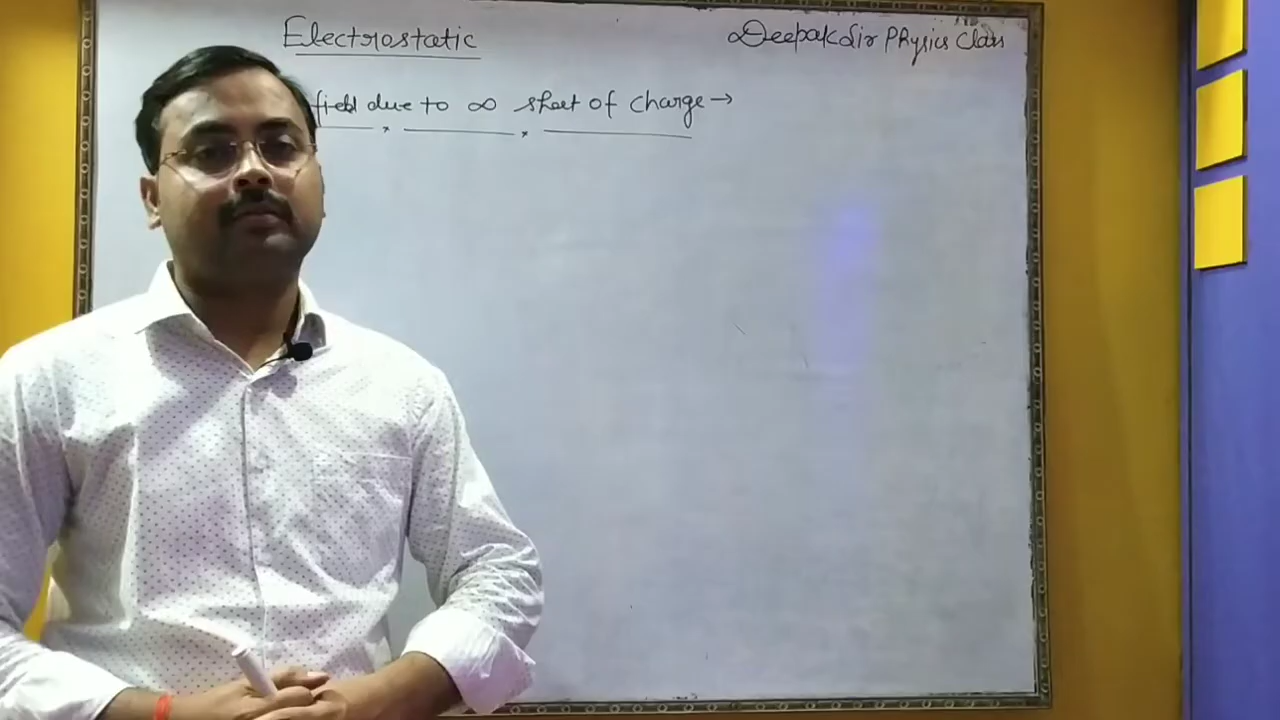 Electrostatic
Deepak Sir Physics Class
field due to ∞ sheet of charge →